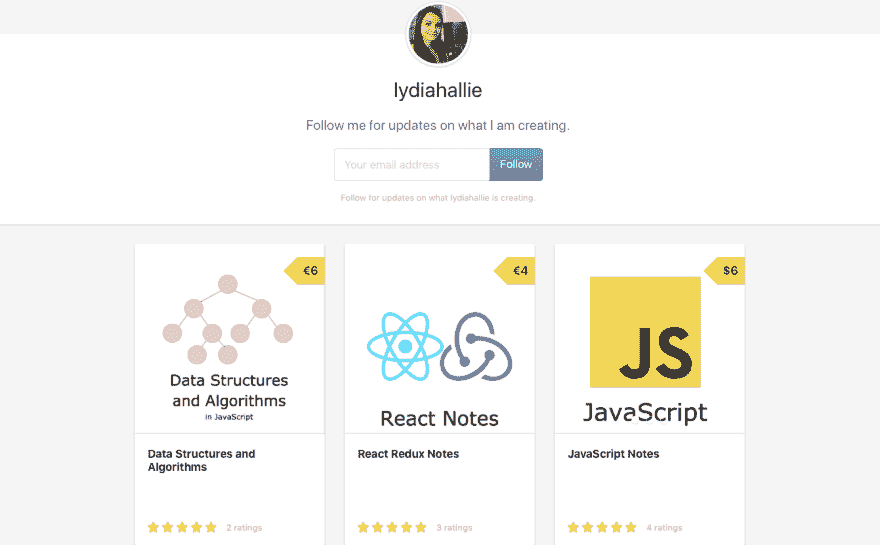 lydiahallie
Follow me for updates on what I am creating.
Your email address
Follow
Follow for updates on what lydiahallie is creating.
€6
Data Structures
and Algorithms
in JavaScript
Data Structures and
Algorithms
2 ratings
€4
React Notes
React Redux Notes
3 ratings
$6
JS
JavaScript
JavaScript Notes
4 ratings